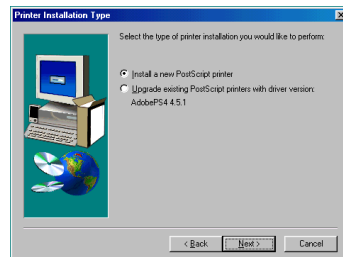 Printer Installation Type
Select the type of printer installation you would like to perform:
Install a new PostScript printer
Upgrade existing PostScript printers with driver version:
AdobePS4 4.5.1
< Back
Next >
Cancel